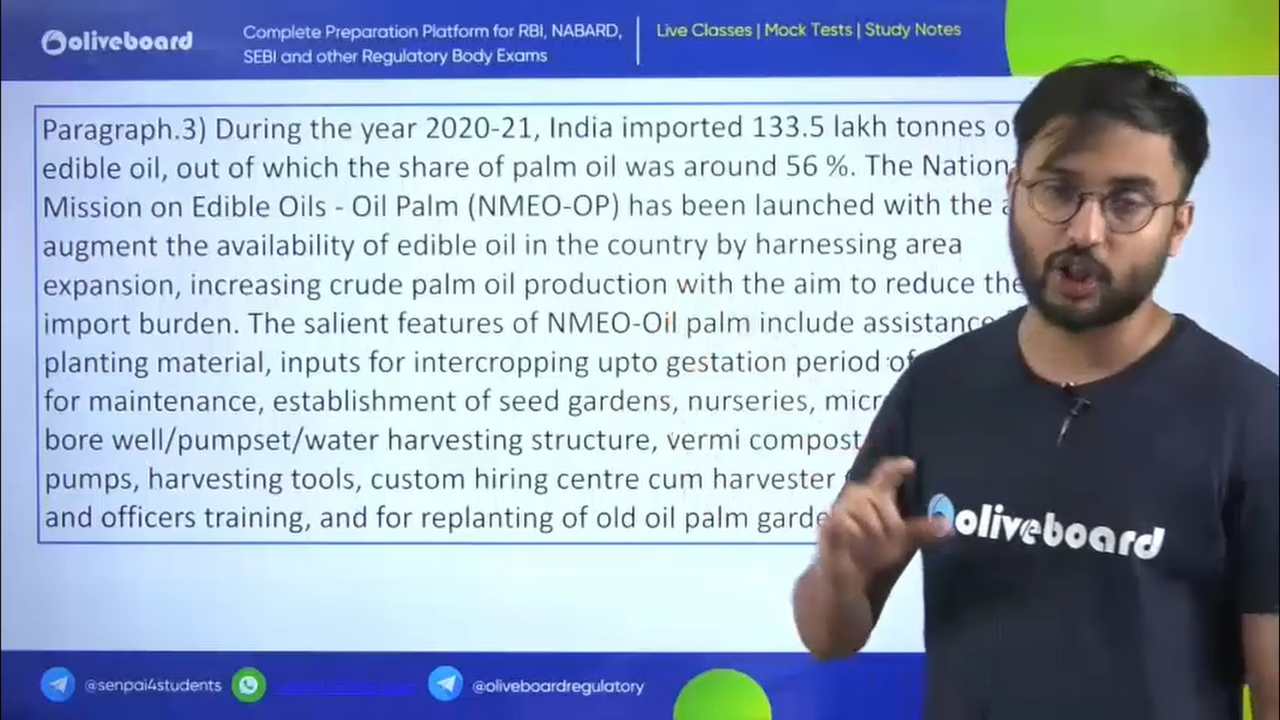 oliveboard
Complete Preparation Platform for RBI, NABARD,
SEBI and other Regulatory Body Exams
Live Classes | Mock Tests | Study Notes
Paragraph.3) During the year 2020-21, India imported 133.5 lakh tonnes
edible oil, out of which the share of palm oil was around 56 %. The
Mission on Edible Oils - Oil Palm (NMEO-OP) has been launched with the
augment the availability of edible oil in the country by harnessing area
expansion, increasing crude palm oil production with the aim to reduce the
import burden. The salient features of NMEO-Oil palm include assistance
planting material, inputs for intercropping upto gestation period of
for maintenance, establishment of seed gardens, nurseries,
bore well/pumpset/water harvesting structure, vermi
pumps, harvesting tools, custom hiring centre cum harvester
and officers training, and for replanting of old oil palm
oliveboard
@senpai4students
@oliveboardregulatory